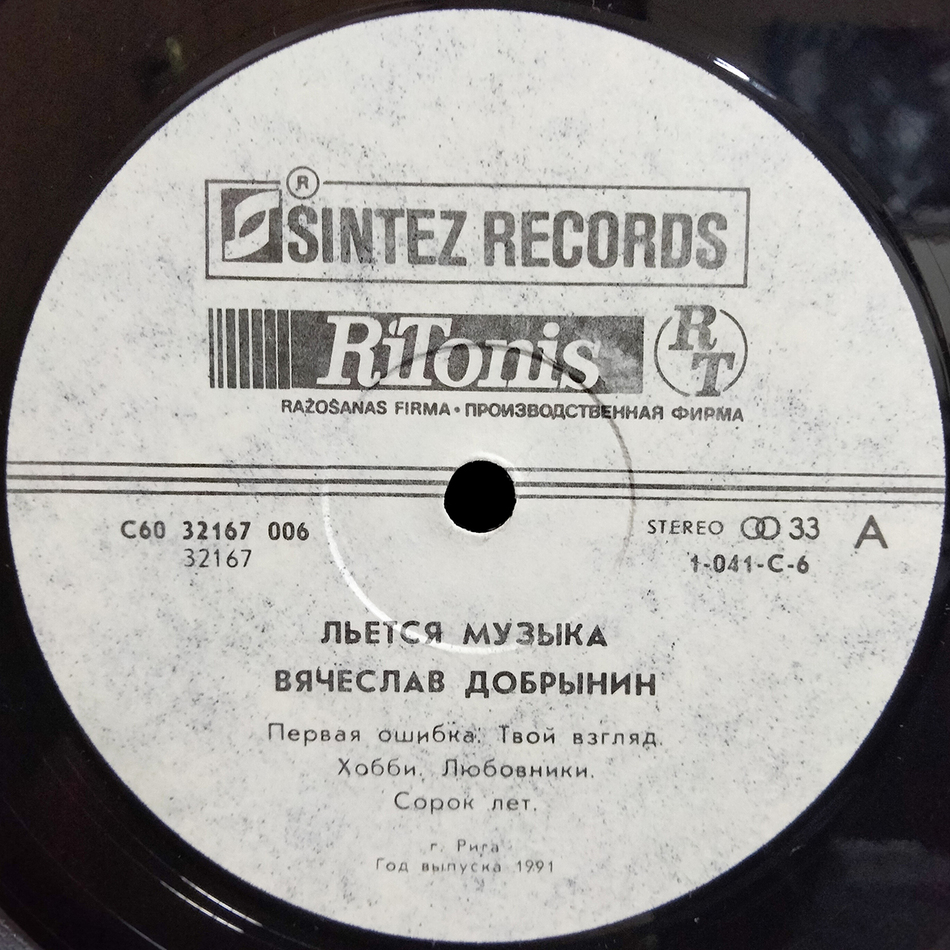 ®
SINTEZ RECORDS
RiTonis RT
RAŽOŠANAS FIRMA • ПРОИЗВОДСТВЕННАЯ ФИРМА
С60 32167 006
32167
STEREO 33 A
1-041-C-6
ЛЬЕТСЯ МУЗЫКА
ВЯЧЕСЛАВ ДОБРЫНИН
Первая ошибка. Твой взгляд.
Хобби. Любовники.
Сорок лет.
г. Рига
Год выпуска 1991